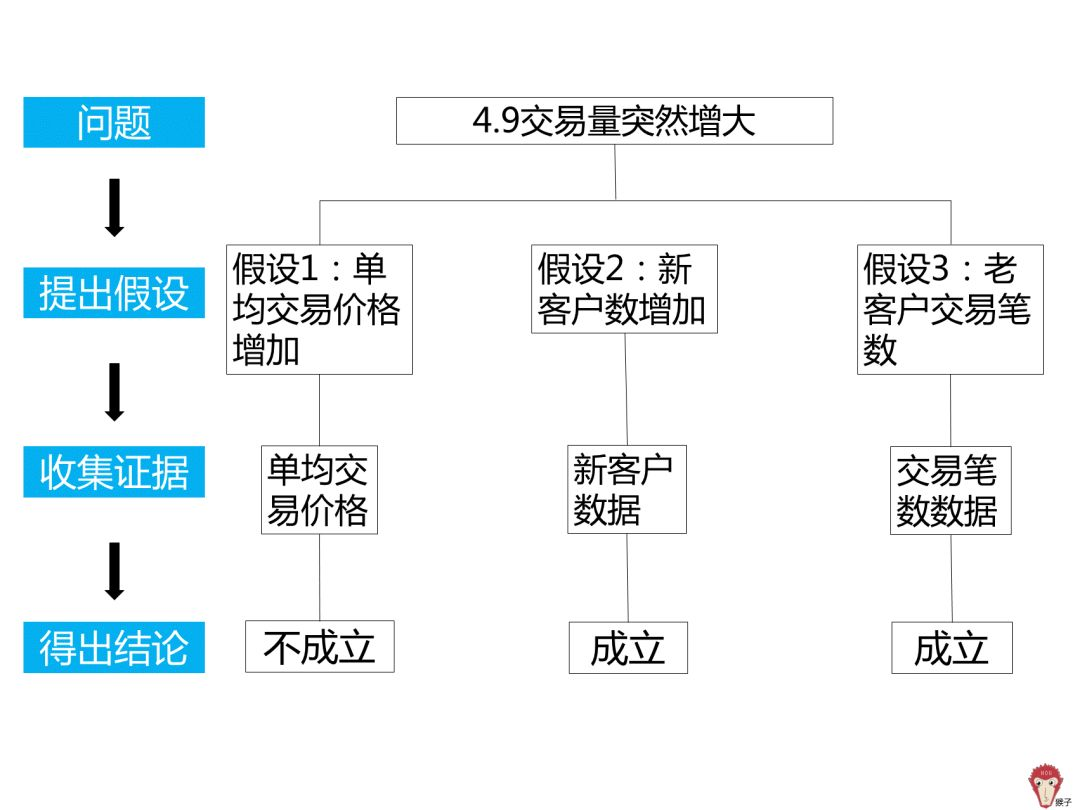 问题
4.9交易量突然增大
提出假设
假设1：单
均交易价格
增加
假设2：新
客户数增加
假设3：老
客户交易笔
数
收集证据
单均交
易价格
新客户
数据
交易笔
数数据
得出结论
不成立
成立
成立
猴子